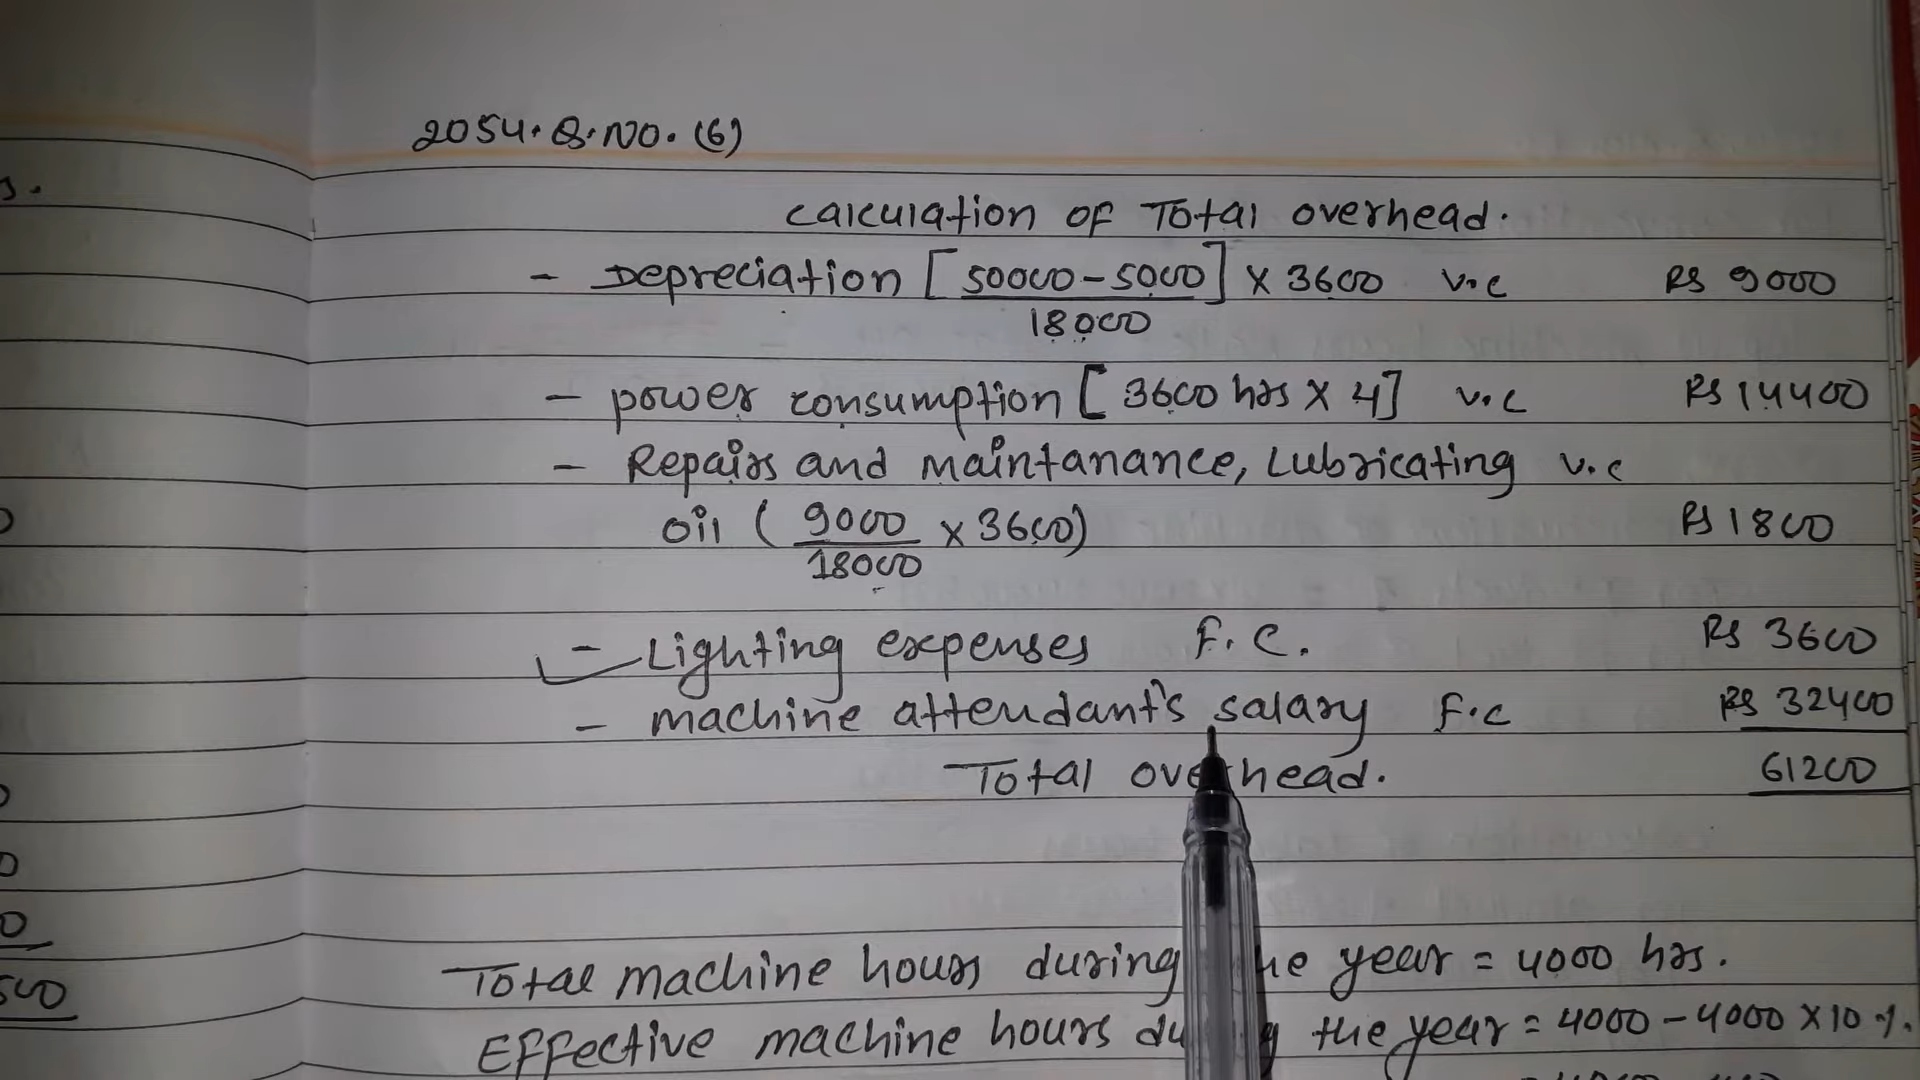 s.
2054. Q. NO. (6)
Calculation of Total overhead.
- Depreciation [50000 - 5000] × 3600 V.C Rs 9000
18000
- power consumption [3600 hrs × 4] V.C Rs 14400
- Repairs and maintanance, Lubricating V.C
oil (9000 × 3600) Rs 1800
18000
- Lighting expenses F.C. Rs 3600
- machine attendant's salary F.C Rs 32400
Total overhead. 61200
Total machine hours during the year = 4000 hrs.
Effective machine hours the year = 4000 - 4000 × 10%.